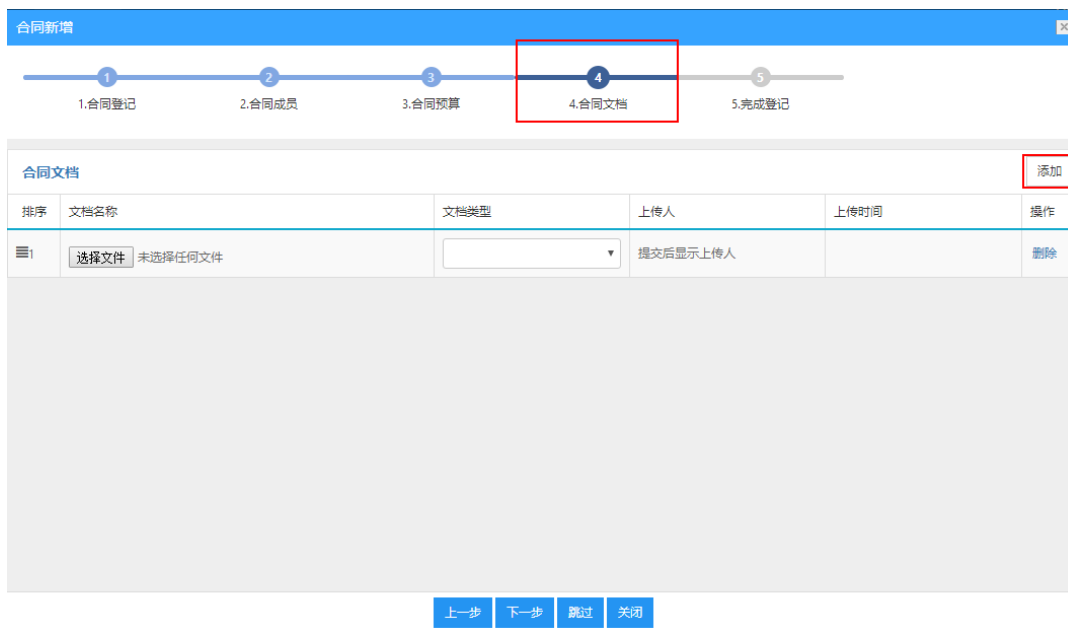 合同新增
1 2 3 4 5
1.合同登记 2.合同成员 3.合同预算 4.合同文档 5.完成登记
合同文档 添加
排序 文档名称 文档类型 上传人 上传时间 操作
1 选择文件 未选择任何文件 提交后显示上传人 删除
上一步 下一步 跳过 关闭